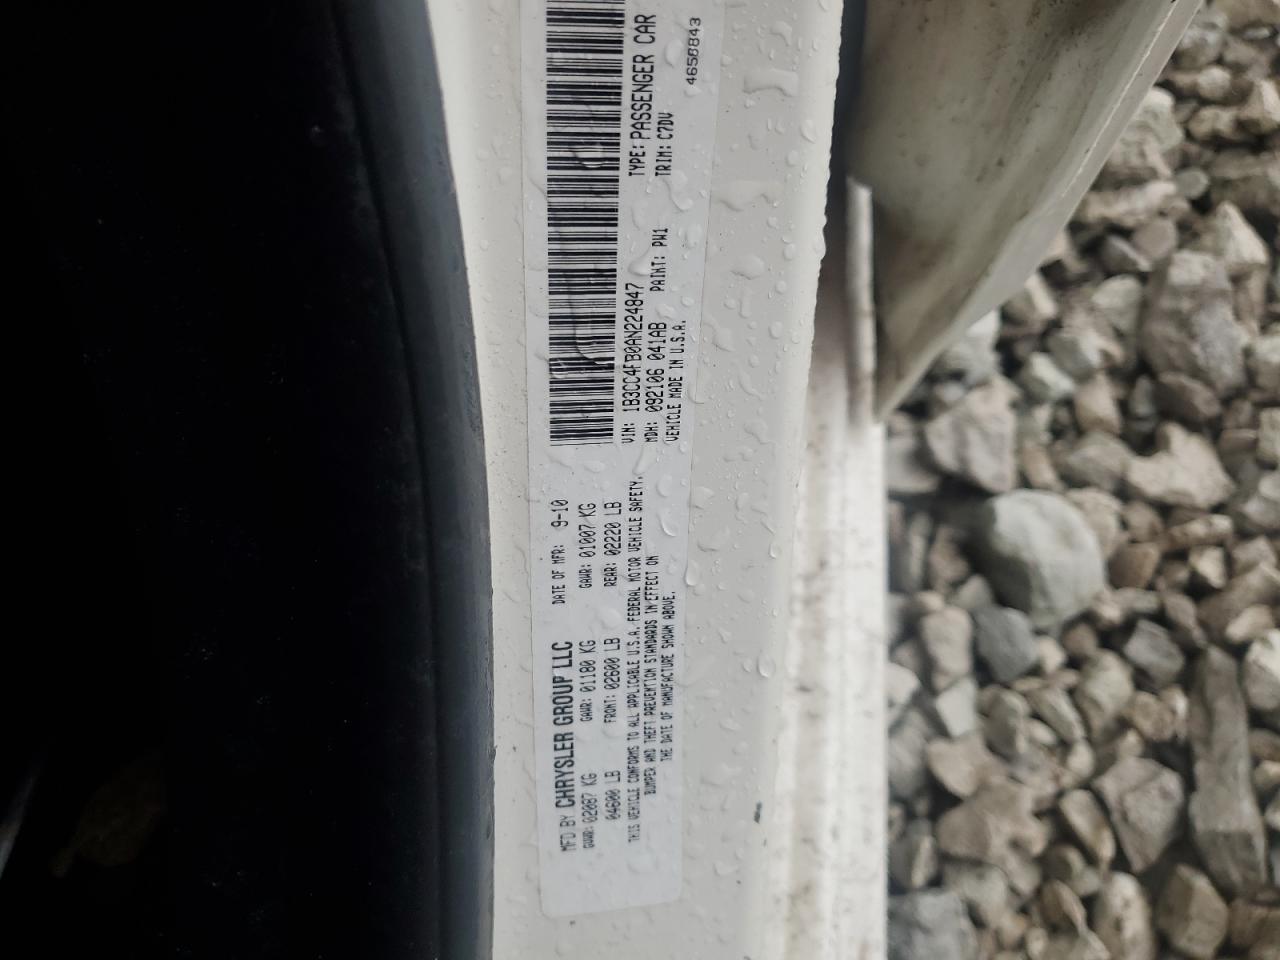 MFD BY CHRYSLER GROUP LLC DATE OF MFR: 9-10
GVWR: 02087 KG GAWR: 01180 KG GAWR: 01007 KG
04600 LB FRONT: 02600 LB REAR: 02220 LB
THIS VEHICLE CONFORMS TO ALL APPLICABLE U.S.A. FEDERAL MOTOR VEHICLE SAFETY,
BUMPER AND THEFT PREVENTION STANDARDS IN EFFECT ON
THE DATE OF MANUFACTURE SHOWN ABOVE.
VIN: 1B3CC4FB0AN224847 TYPE: PASSENGER CAR
MDH: 092106 041AB PAINT: PW1 TRIM: C7DV
VEHICLE MADE IN U.S.A. 4658843